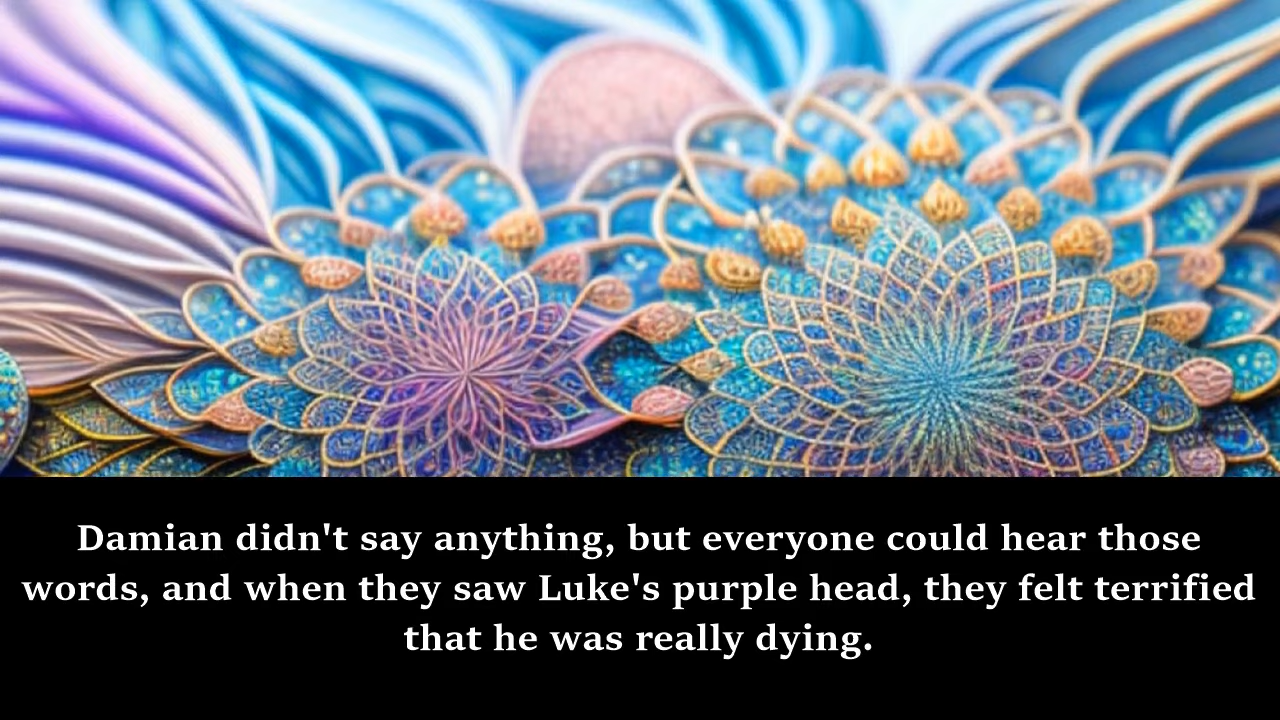 Damian didn't say anything, but everyone could hear those
words, and when they saw Luke's purple head, they felt terrified
that he was really dying.